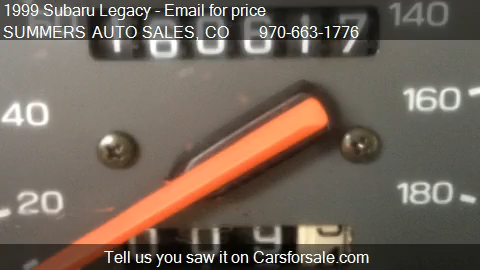 1999 Subaru Legacy - Email for price
SUMMERS AUTO SALES, CO 970-663-1776
140
40
160
20
180
Tell us you saw it on Carsforsale.com